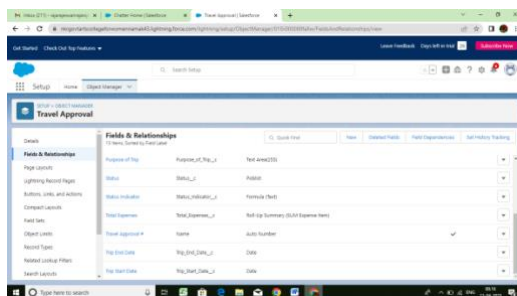 Chatter Home | Salesforce
Travel Approval | Salesforce
Get Started Check Out Top Features
Leave Feedback Days left in trial
Subscribe Now
Search Setup
Setup Home Object Manager
SETUP > OBJECT MANAGER
Travel Approval
Details
Fields & Relationships
Page Layouts
Lightning Record Pages
Buttons, Links, and Actions
Compact Layouts
Field Sets
Object Limits
Record Types
Related Lookup Filters
Search Layouts
Fields & Relationships
13 Items, Sorted by Field Label
Quick Find
New
Deleted Fields
Field Dependencies
Set History Tracking
Purpose of Trip Purpose_of_Trip__c Text Area(255)
Status Status__c Picklist
Status Indicator Status_Indicator__c Formula (Text)
Total Expenses Total_Expenses__c Roll-Up Summary (SUM Expense Item)
Travel Approval # Name Auto Number
Trip End Date Trip_End_Date__c Date
Trip Start Date Trip_Start_Date__c Date
Type here to search
ENG